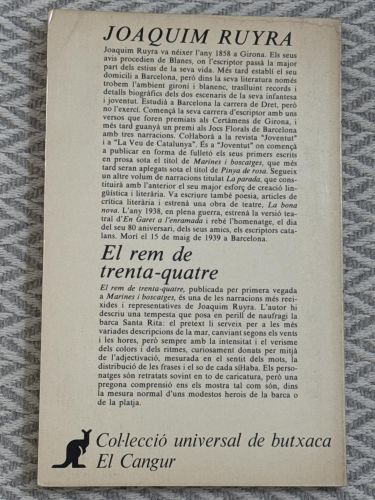 JOAQUIM RUYRA
Joaquim Ruyra va néixer l'any 1858 a Girona. Els seus
avis procedien de Blanes, on l'escriptor passà la major
part dels estius de la seva vida. Més tard establí el seu
domicili a Barcelona, però dins la seva literatura només
trobem l'ambient gironí i blanenc, traslluint records i
detalls biogràfics dels dos escenaris de la seva infantesa
i joventut. Estudià a Barcelona la carrera de Dret, però
no l'exercí. Començà la seva carrera d'escriptor amb uns
versos que foren premiats als Certàmens de Girona, i
més tard guanyà un premi als Jocs Florals de Barcelona
amb tres narracions. Col·laborà a la revista "Joventut"
i a "La Veu de Catalunya". És a "Joventut" on començà
a publicar en forma de fulletó els seus primers escrits
en prosa sota el títol de Marines i boscatges, que més
tard seran aplegats sota el títol de Pinya de rosa. Segueix
un altre volum de narracions titulat La parada, que cons-
tituirà amb l'anterior el seu major esforç de creació lin-
güística i literària. Va escriure també poesia, articles de
crítica literària i estrenà una obra de teatre, La bona
nova. L'any 1938, en plena guerra, estrenà la versió tea-
tral d'En Garet a l'enramada i rebé l'homenatge, el dia
del seu 80 aniversari, dels seus amics, els escriptors cata-
lans. Morí el 15 de maig de 1939 a Barcelona.
El rem de
trenta-quatre
El rem de trenta-quatre, publicada per primera vegada
a Marines i boscatges, és una de les narracions més rei-
xides i representatives de Joaquim Ruyra. L'autor hi
descriu una tempesta que posa en perill de naufragi la
barca Santa Rita: el pretext li serveix per a les més
variades descripcions de la mar, canviant segons els vents
i les hores, però sempre amb la intensitat i el verisme
dels colors i dels ritmes, curiosament donats per mitjà
de l'adjectivació, mesurada en el sentit dels mots, la
distribució de les frases i el so de cada síl·laba. Els perso-
natges són retratats sovint en to de caricatura, però una
pregona comprensió ens els mostra tal com són, dins
la mesura normal d'uns modestos herois de la barca o
de la platja.
Col·lecció universal de butxaca
El Cangur